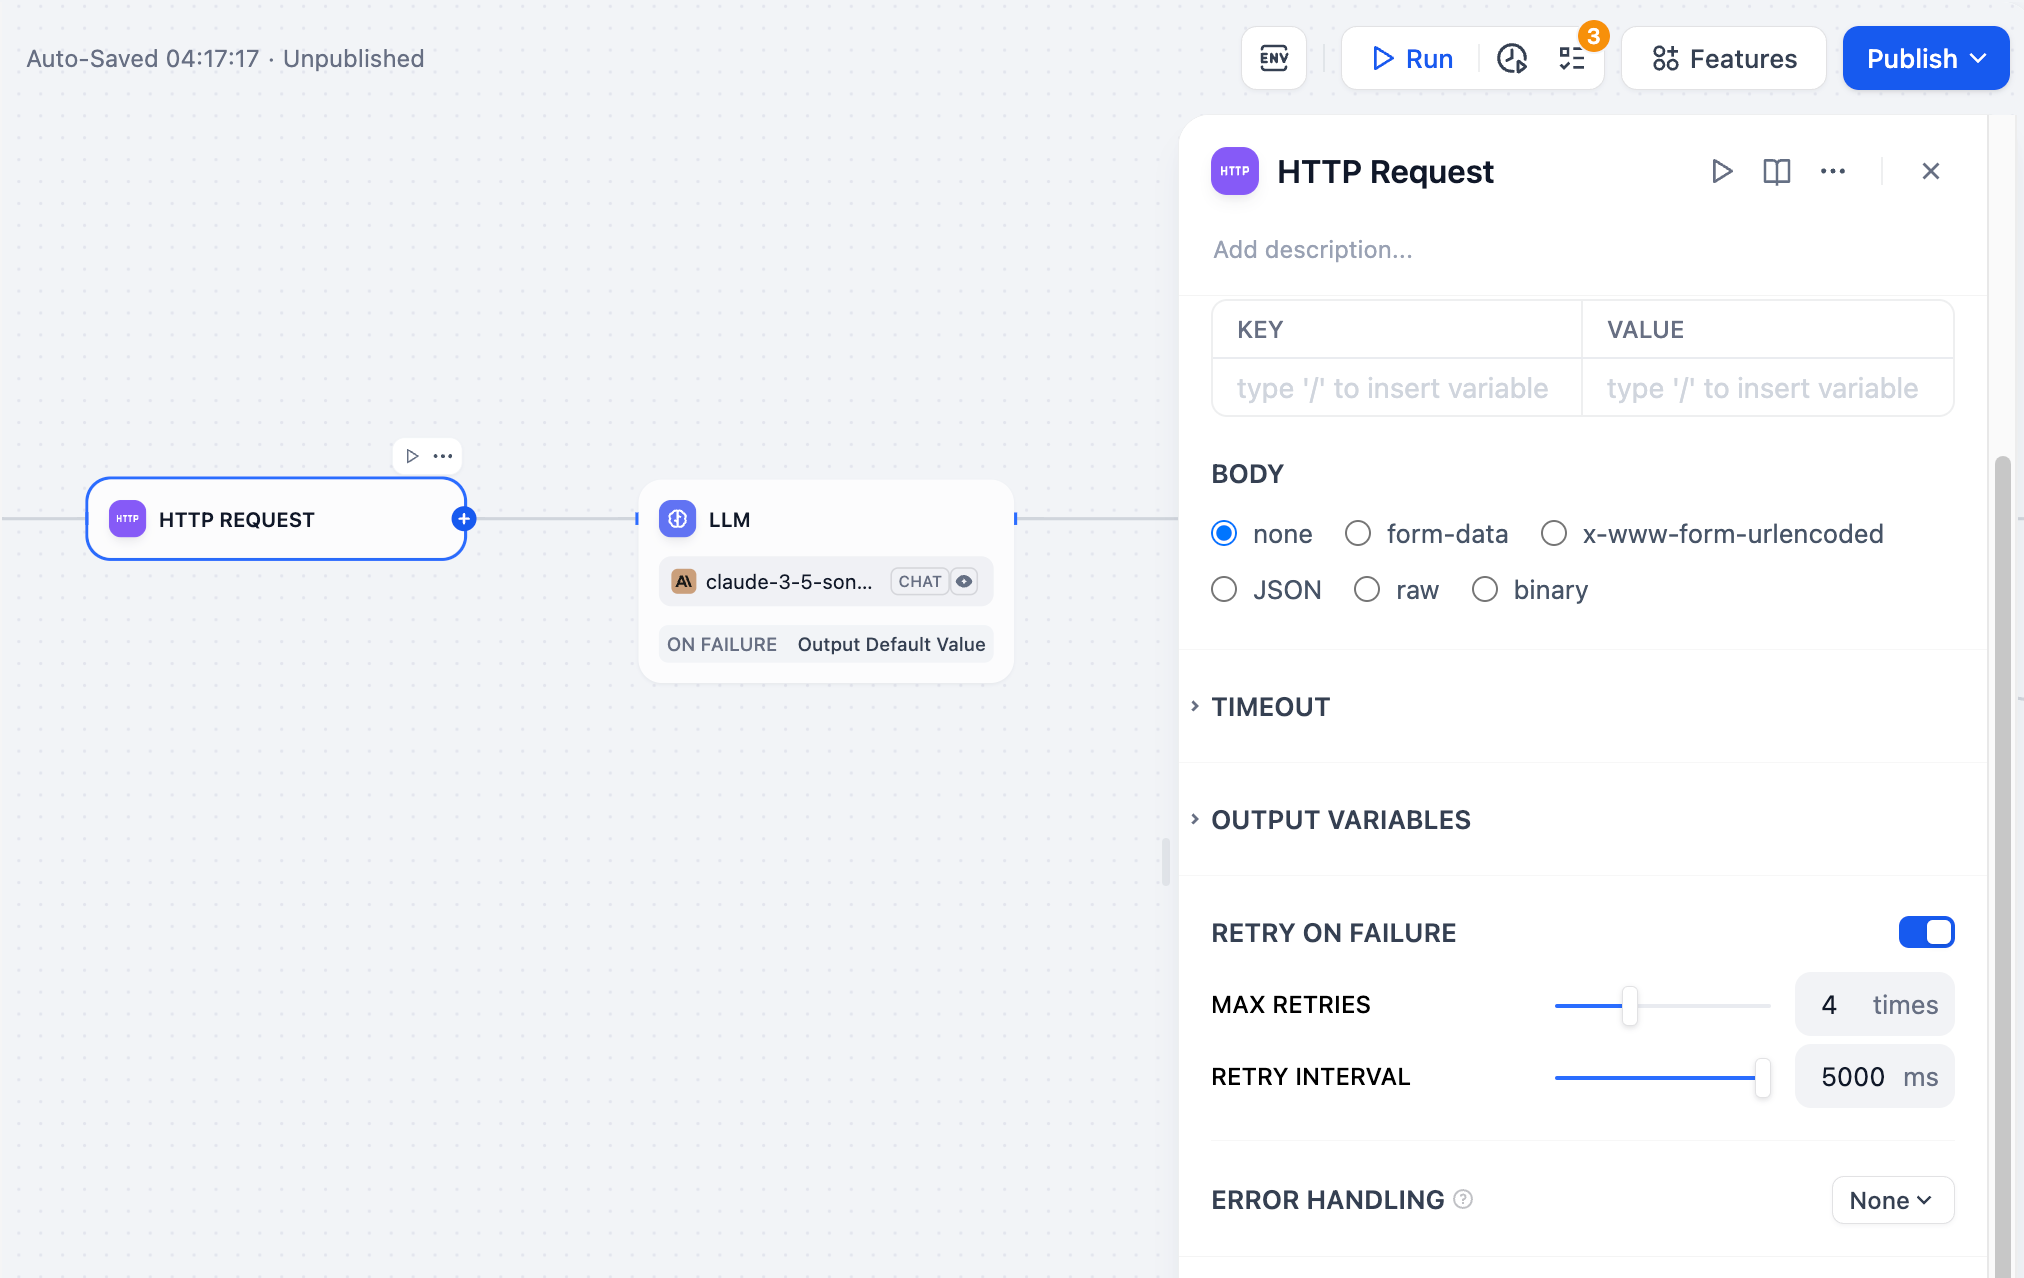 Auto-Saved 04:17:17 · Unpublished
ENV
Run
3
Features
Publish
HTTP
HTTP Request
Add description...
KEY
VALUE
type '/' to insert variable
type '/' to insert variable
BODY
none
form-data
x-www-form-urlencoded
JSON
raw
binary
TIMEOUT
OUTPUT VARIABLES
RETRY ON FAILURE
MAX RETRIES
4 times
RETRY INTERVAL
5000 ms
ERROR HANDLING ?
None
HTTP
HTTP REQUEST
LLM
claude-3-5-son...
CHAT
ON FAILURE
Output Default Value